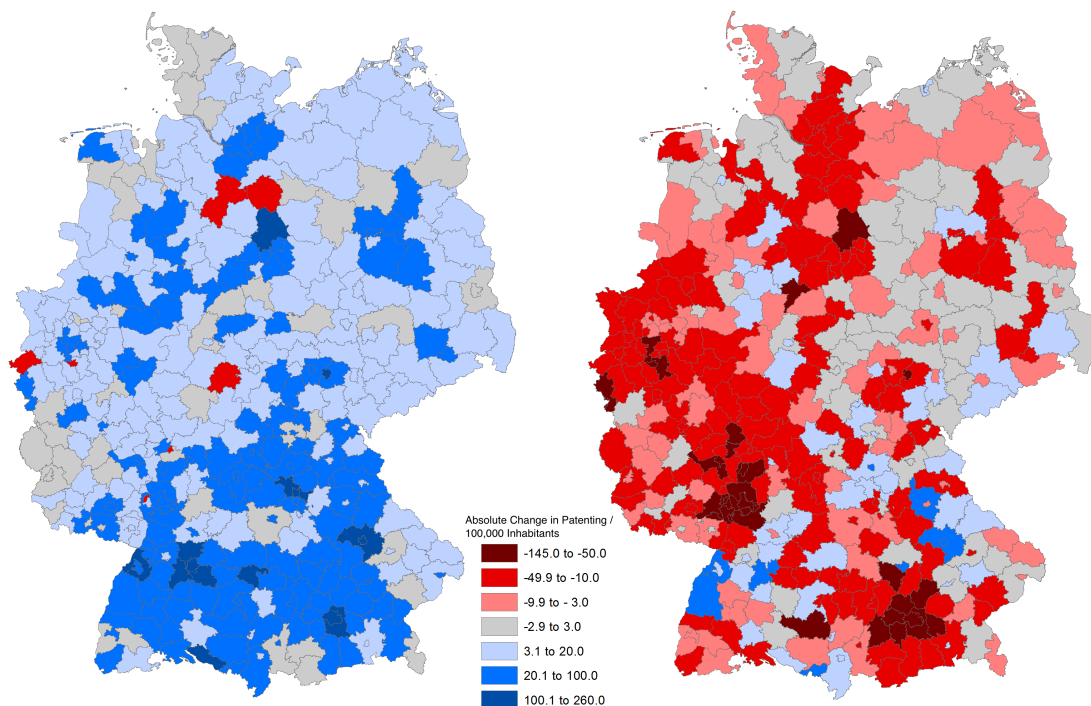 Absolute Change in Patenting /
100,000 Inhabitants
-145.0 to -50.0
-49.9 to -10.0
-9.9 to - 3.0
-2.9 to 3.0
3.1 to 20.0
20.1 to 100.0
100.1 to 260.0